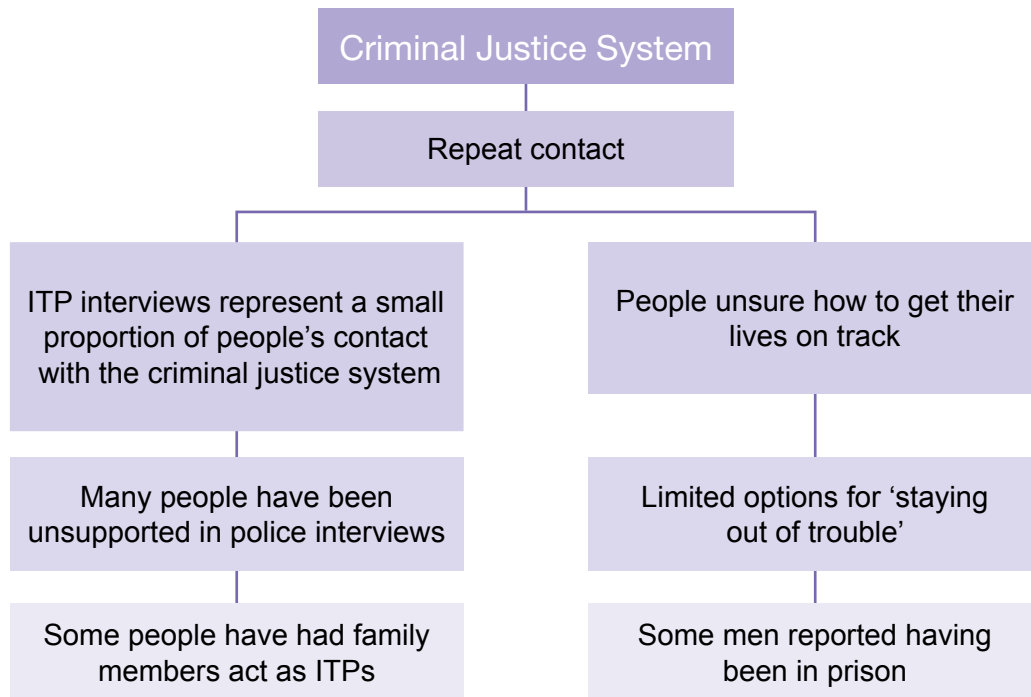 Criminal Justice System
Repeat contact
ITP interviews represent a small
proportion of people’s contact
with the criminal justice system
Many people have been
unsupported in police interviews
Some people have had family
members act as ITPs
People unsure how to get their
lives on track
Limited options for ‘staying
out of trouble’
Some men reported having
been in prison